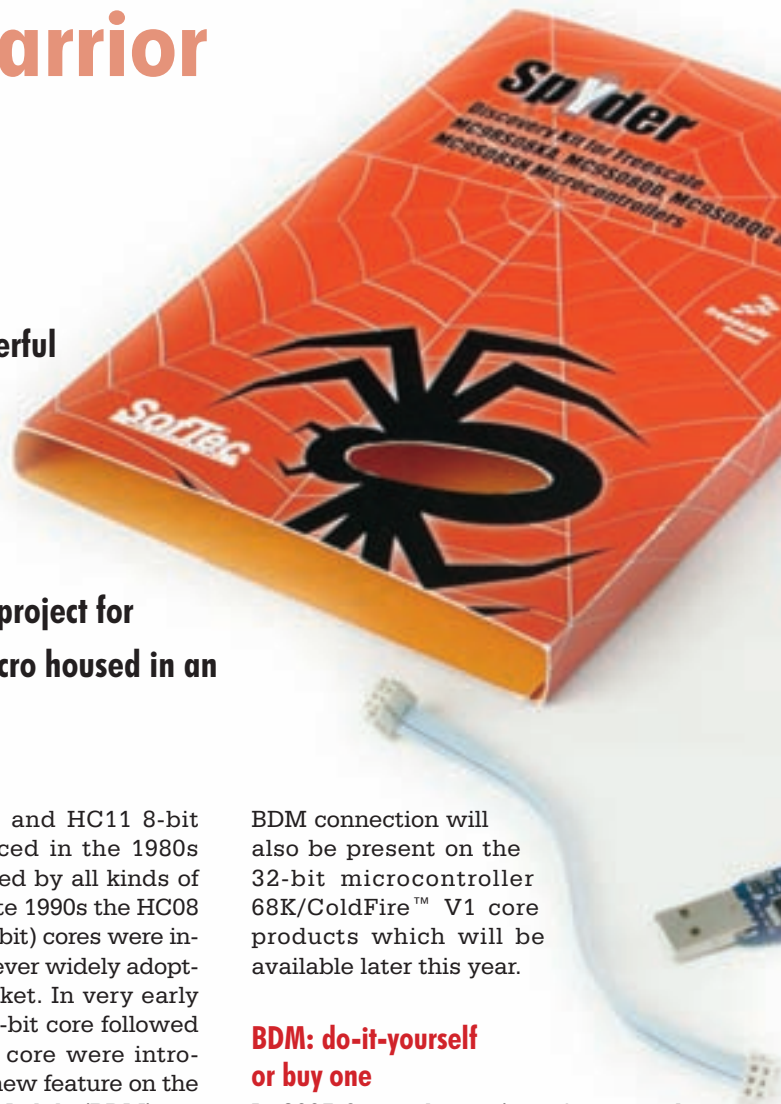 arrior
Spyder
Discovery Kit for Freescale
MC9RS08KA, MC9S08QD, MC9S08QG
MC9S08SH Microcontrollers
freescale
SofTec
erful
project for
cro housed in an
and HC11 8-bit
ced in the 1980s
ed by all kinds of
te 1990s the HC08
bit) cores were in-
ever widely adopt-
ket. In very early
-bit core followed
core were intro-
new feature on the
BDM connection will
also be present on the
32-bit microcontroller
68K/ColdFire™ V1 core
products which will be
available later this year.
BDM: do-it-yourself
or buy one